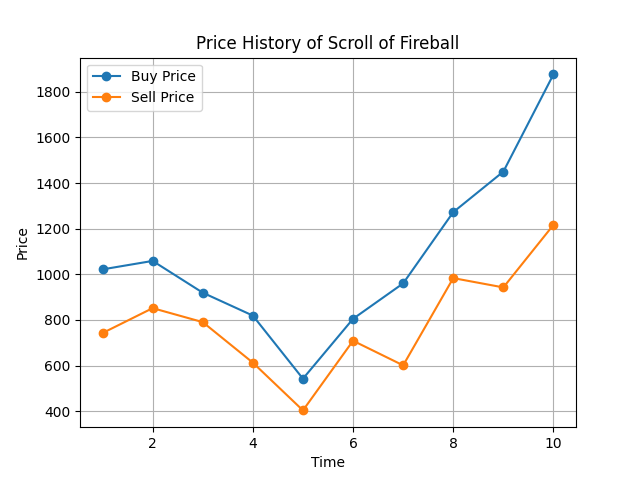 Price History of Scroll of Fireball
Buy Price
Sell Price
1800
1600
1400
1200
1000
800
600
400
Price
2 4 6 8 10
Time